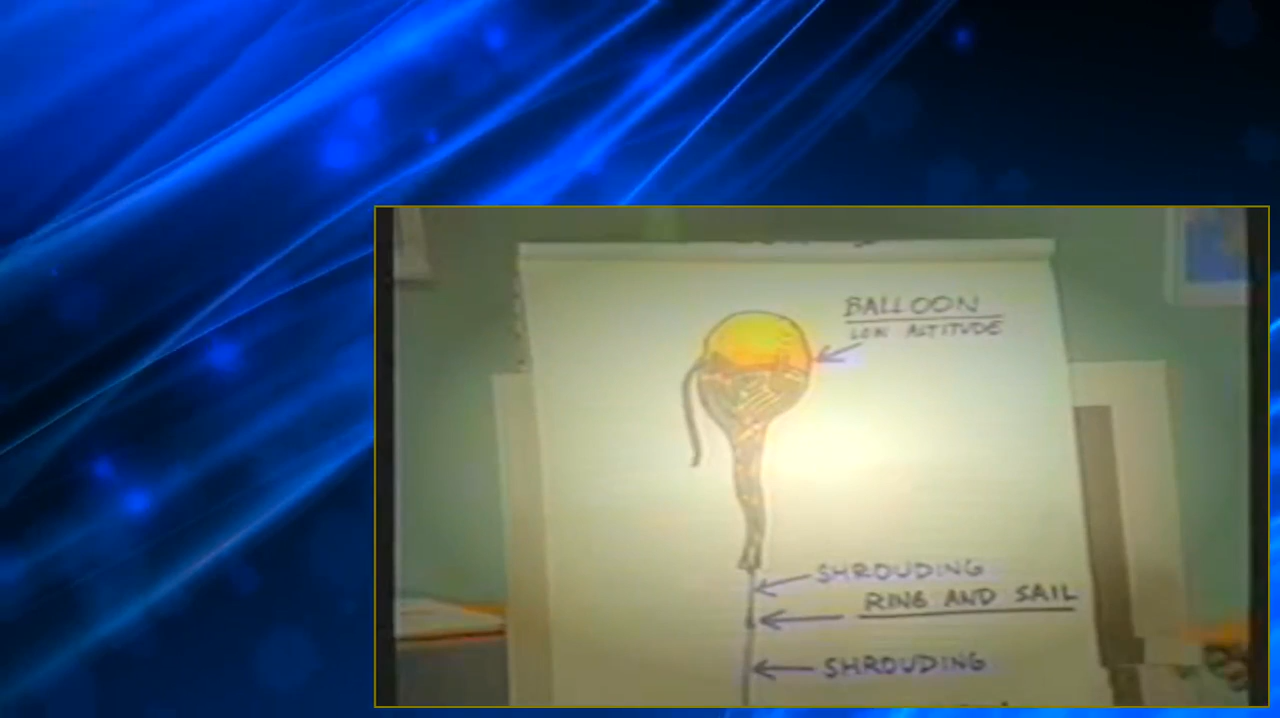 BALLOON
LOW ALTITUDE
SHROUDING
RING AND SAIL
SHROUDING